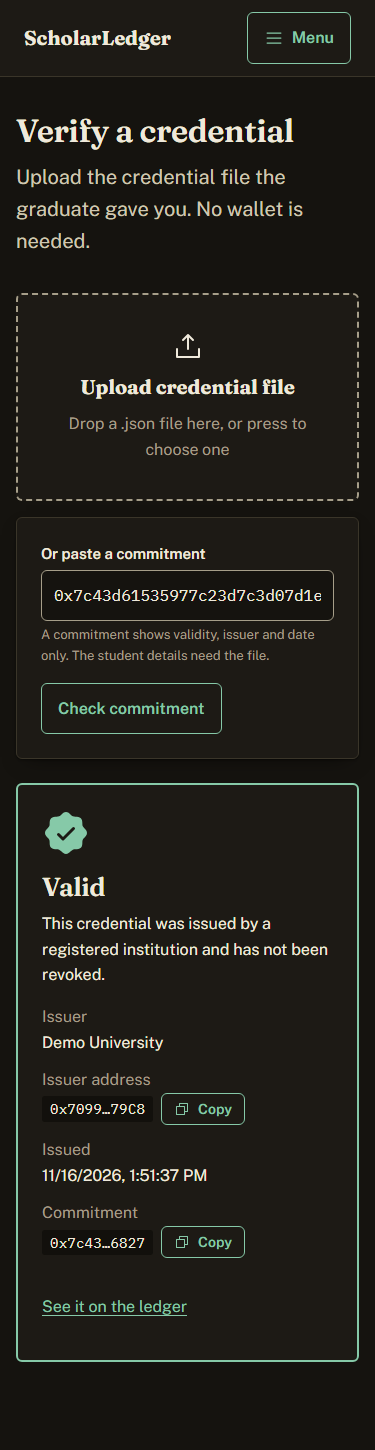 ScholarLedger
Menu
Verify a credential
Upload the credential file the
graduate gave you. No wallet is
needed.
Upload credential file
Drop a .json file here, or press to
choose one
Or paste a commitment
0x7c43d61535977c23d7c3d07d1e
A commitment shows validity, issuer and date
only. The student details need the file.
Check commitment
Valid
This credential was issued by a
registered institution and has not been
revoked.
Issuer
Demo University
Issuer address
0x7099…79C8 Copy
Issued
11/16/2026, 1:51:37 PM
Commitment
0x7c43…6827 Copy
See it on the ledger